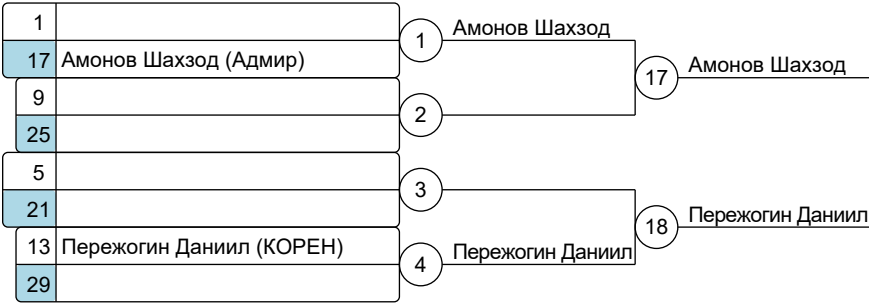 1
17 Амонов Шахзод (Адмир)
1 Амонов Шахзод
17 Амонов Шахзод
9
25
2
5
21
3
18 Пережогин Даниил
13 Пережогин Даниил (КОРЕН)
29
4 Пережогин Даниил